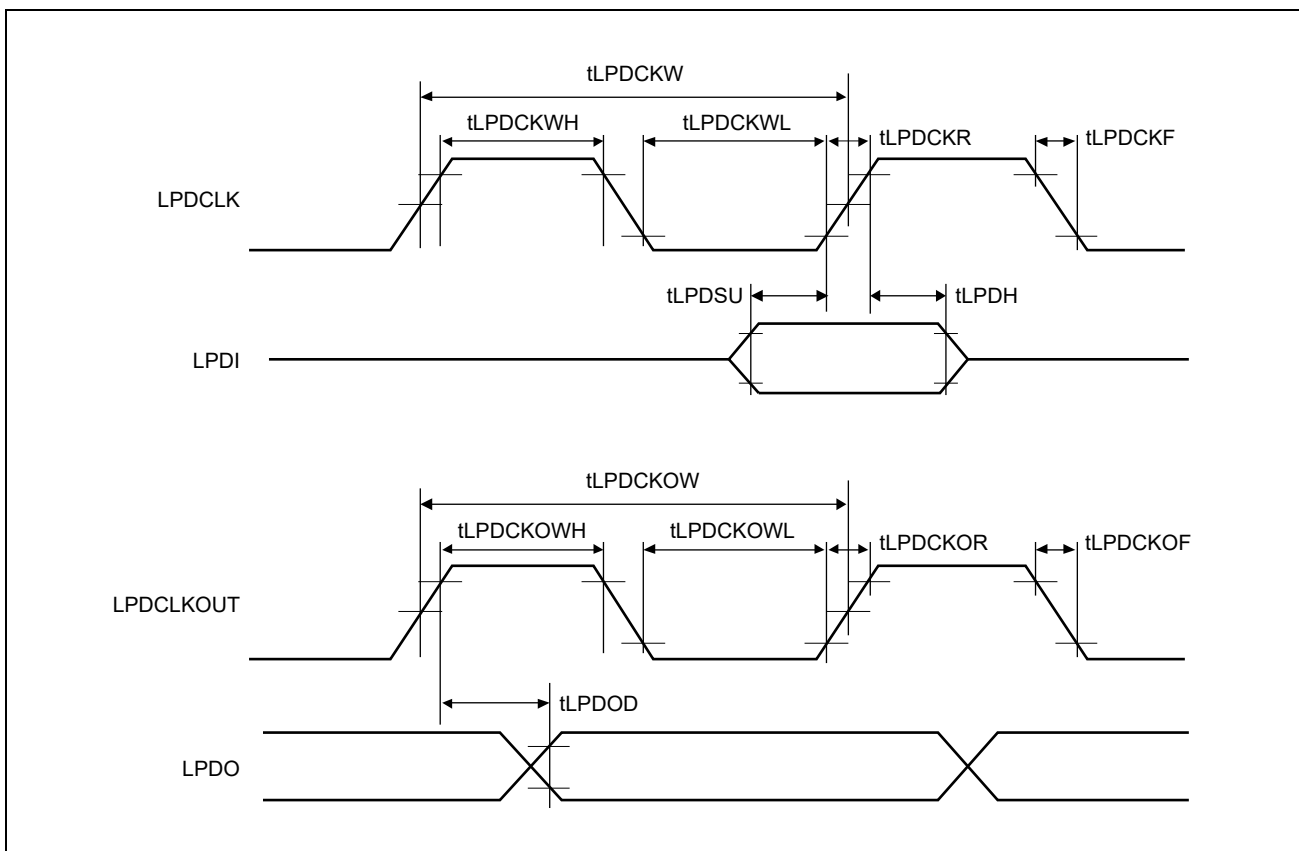 tLPDCKW
tLPDCKWH tLPDCKWL tLPDCKR tLPDCKF
LPDCLK
tLPDSU tLPDH
LPDI
tLPDCKOW
tLPDCKOWH tLPDCKOWL tLPDCKOR tLPDCKOF
LPDCLKOUT
tLPDOD
LPDO